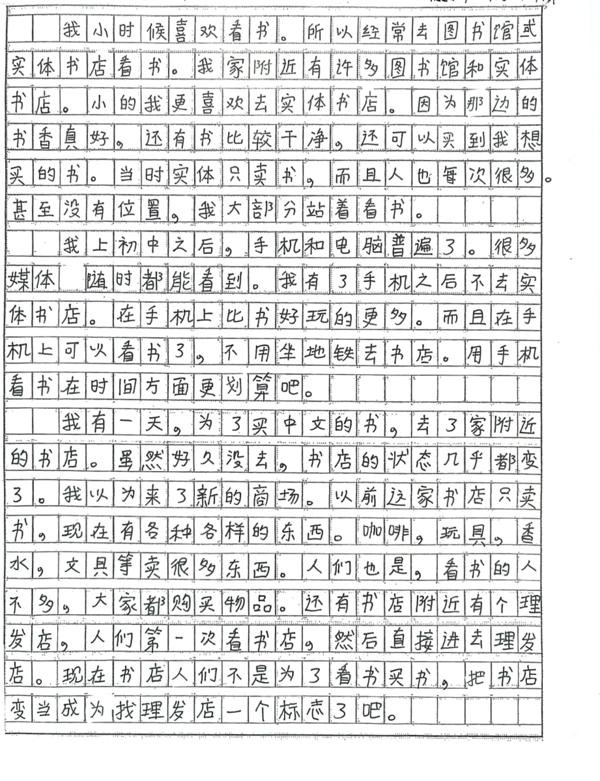 我小时候喜欢看书。所以经常去图书馆或
实体书店看书。我家附近有许多图书馆和实体
书店。小的我更喜欢去实体书店。因为那边的
书香真好，还有书比较干净，还可以买到我想
买的书。当时实体只卖书，而且人也每次很多。
甚至没有位置，我大部分站着看书。
我上初中之后，手机和电脑普遍了。很多
媒体 随时都能看到。我有了手机之后不去实
体书店。在手机上比书好玩的更多。而且在手
机上可以看书了，不用坐地铁去书店。用手机
看书在时间方面更划算吧。
我有一天，为了买中文的书，去了家附近
的书店。虽然好久没去，书店的状态几乎都变
了。我以为来了新的商场。以前这家书店只卖
书，现在有各种各样的东西。咖啡，玩具，香
水，文具等卖很多东西。人们也是，看书的人
不多，大家都购买物品。还有书店附近有个理
发店，人们第一次看书店，然后直接进去理发
店。现在书店人们不是为了看书买书，把书店
变当成为找理发店一个标志了吧。